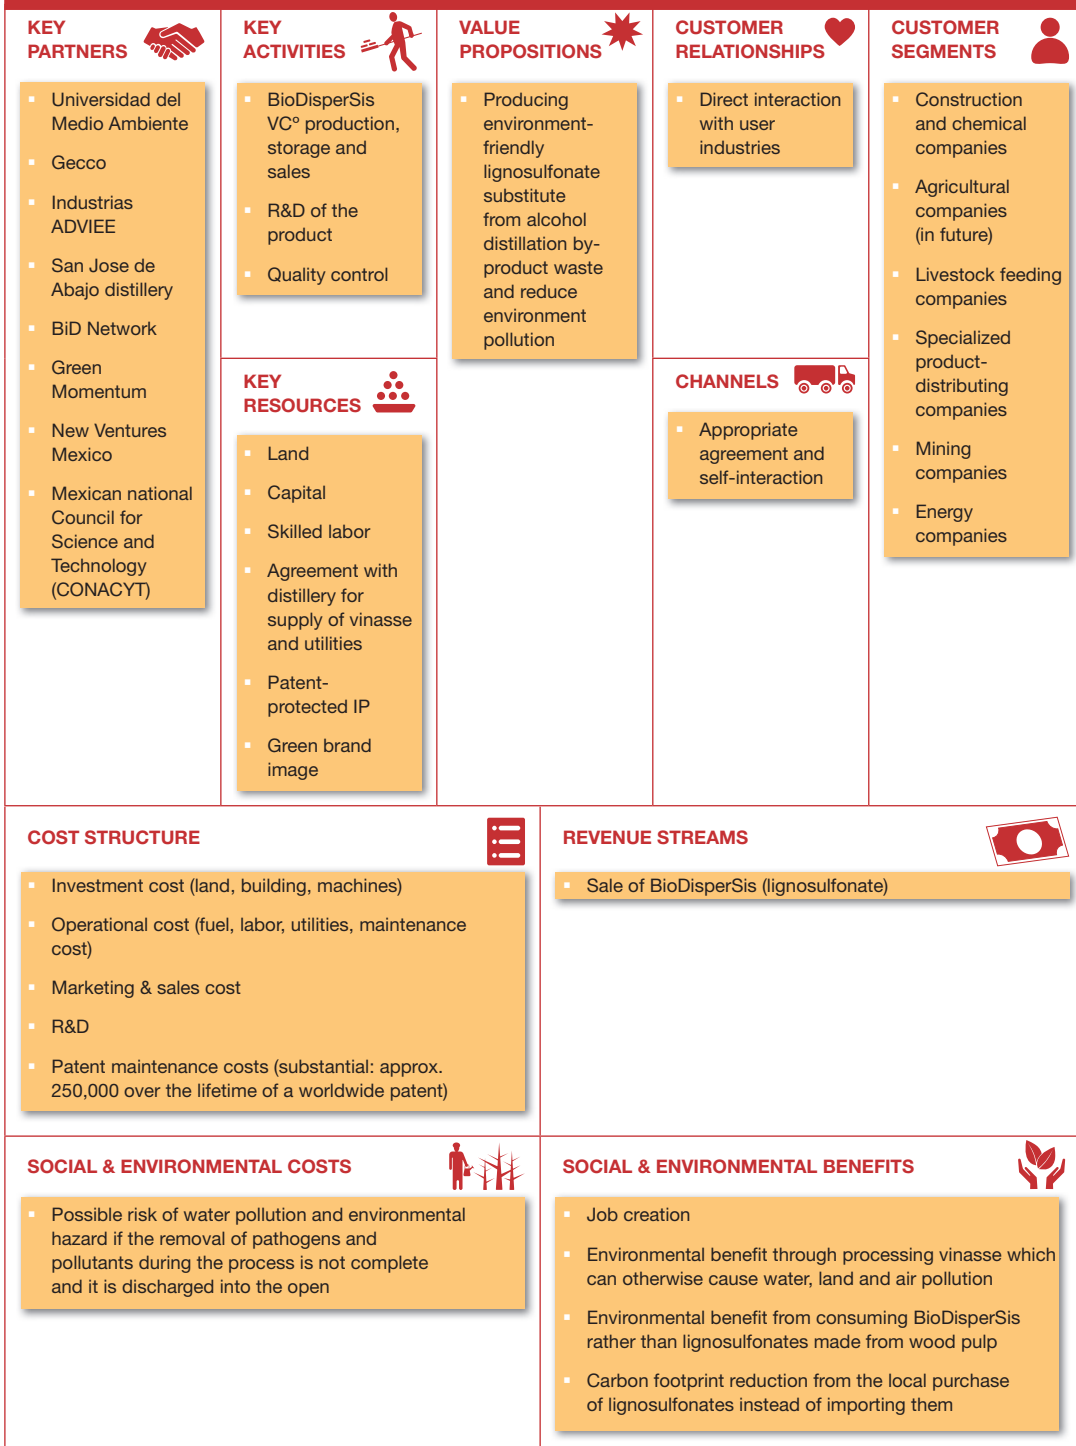 KEY
PARTNERS
Universidad del
Medio Ambiente
Gecco
Industrias
ADVIEE
San Jose de
Abajo distillery
BiD Network
Green
Momentum
New Ventures
Mexico
Mexican national
Council for
Science and
Technology
(CONACYT)
KEY
ACTIVITIES
BioDisperSis
VCº production,
storage and
sales
R&D of the
product
Quality control
KEY
RESOURCES
Land
Capital
Skilled labor
Agreement with
distillery for
supply of vinasse
and utilities
Patent-
protected IP
Green brand
image
VALUE
PROPOSITIONS
Producing
environment-
friendly
lignosulfonate
substitute
from alcohol
distillation by-
product waste
and reduce
environment
pollution
CUSTOMER
RELATIONSHIPS
Direct interaction
with user
industries
CHANNELS
Appropriate
agreement and
self-interaction
CUSTOMER
SEGMENTS
Construction
and chemical
companies
Agricultural
companies
(in future)
Livestock feeding
companies
Specialized
product-
distributing
companies
Mining
companies
Energy
companies
COST STRUCTURE
Investment cost (land, building, machines)
Operational cost (fuel, labor, utilities, maintenance
cost)
Marketing & sales cost
R&D
Patent maintenance costs (substantial: approx.
250,000 over the lifetime of a worldwide patent)
REVENUE STREAMS
Sale of BioDisperSis (lignosulfonate)
SOCIAL & ENVIRONMENTAL COSTS
Possible risk of water pollution and environmental
hazard if the removal of pathogens and
pollutants during the process is not complete
and it is discharged into the open
SOCIAL & ENVIRONMENTAL BENEFITS
Job creation
Environmental benefit through processing vinasse which
can otherwise cause water, land and air pollution
Environmental benefit from consuming BioDisperSis
rather than lignosulfonates made from wood pulp
Carbon footprint reduction from the local purchase
of lignosulfonates instead of importing them